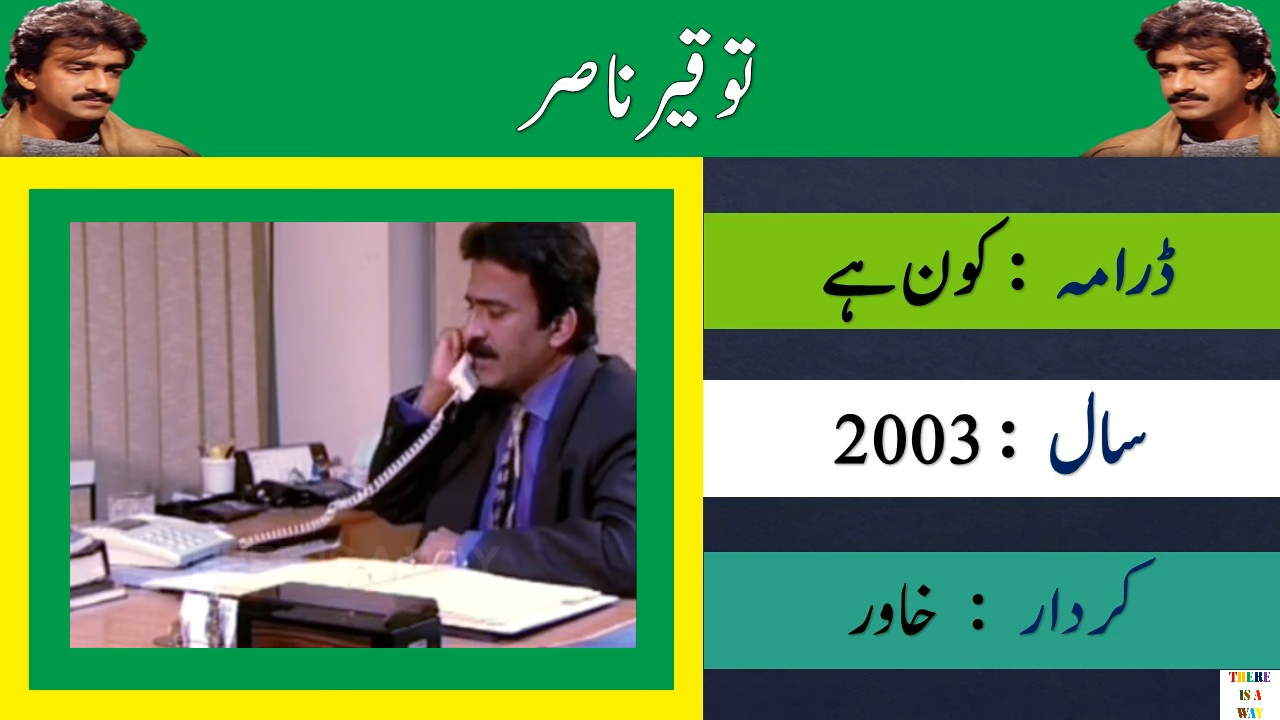 توقیر ناصر
ڈرامہ : کون ہے
سال : 2003
کردار : خاور
THERE
IS A
WAY